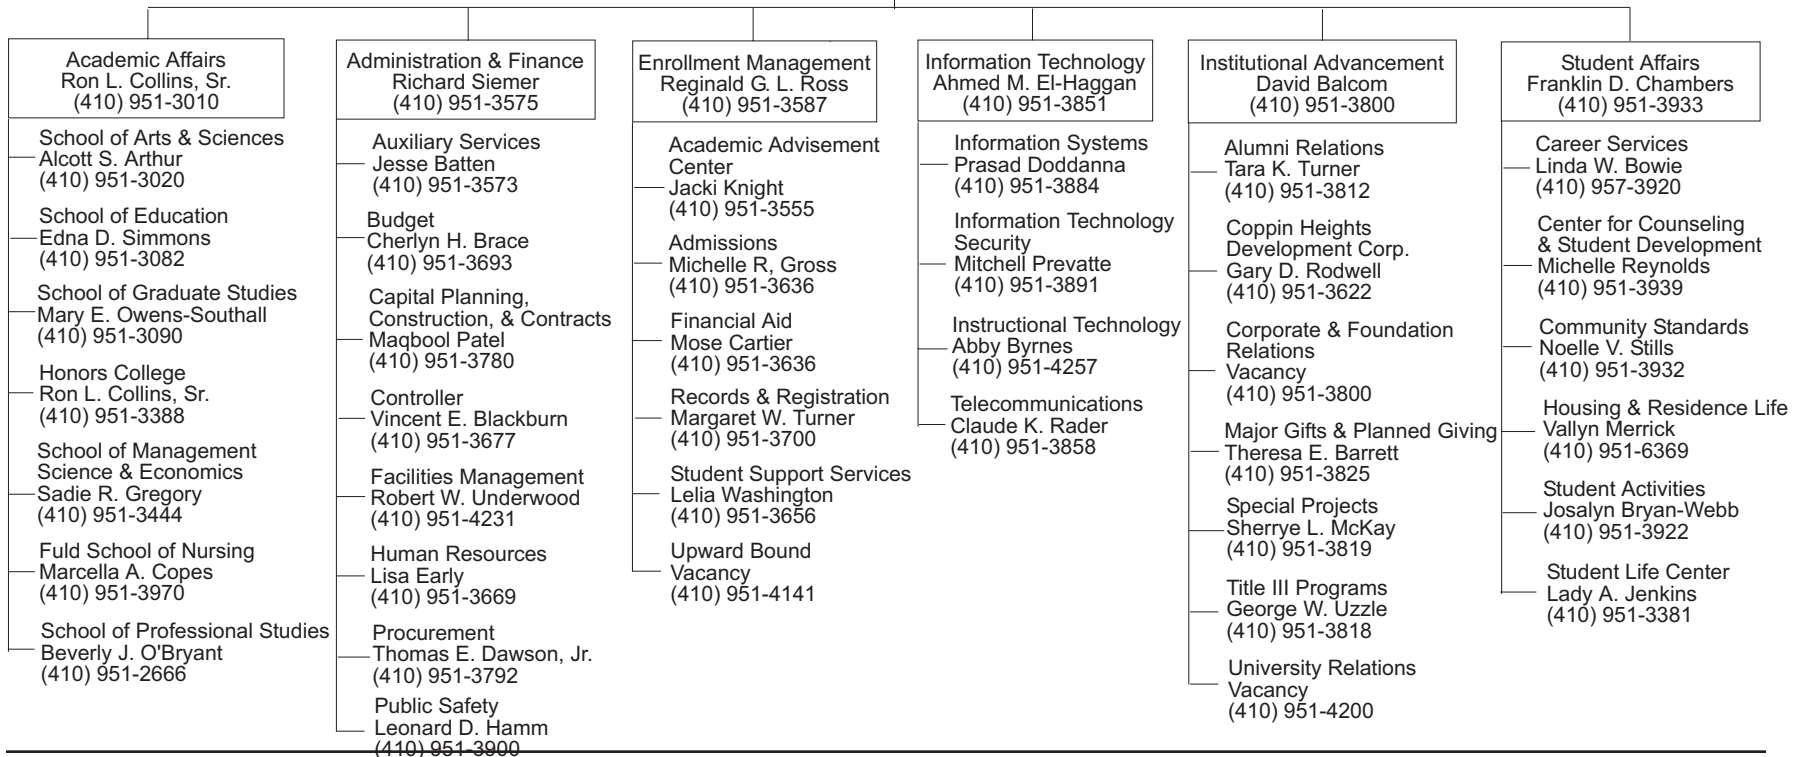 Academic Affairs
Ron L. Collins, Sr.
(410) 951-3010
School of Arts & Sciences
Alcott S. Arthur
(410) 951-3020
School of Education
Edna D. Simmons
(410) 951-3082
School of Graduate Studies
Mary E. Owens-Southall
(410) 951-3090
Honors College
Ron L. Collins, Sr.
(410) 951-3388
School of Management
Science & Economics
Sadie R. Gregory
(410) 951-3444
Fuld School of Nursing
Marcella A. Copes
(410) 951-3970
School of Professional Studies
Beverly J. O'Bryant
(410) 951-2666
Administration & Finance
Richard Siemer
(410) 951-3575
Auxiliary Services
Jesse Batten
(410) 951-3573
Budget
Cherlyn H. Brace
(410) 951-3693
Capital Planning,
Construction, & Contracts
Maqbool Patel
(410) 951-3780
Controller
Vincent E. Blackburn
(410) 951-3677
Facilities Management
Robert W. Underwood
(410) 951-4231
Human Resources
Lisa Early
(410) 951-3669
Procurement
Thomas E. Dawson, Jr.
(410) 951-3792
Public Safety
Leonard D. Hamm
(410) 951-3900
Enrollment Management
Reginald G. L. Ross
(410) 951-3587
Academic Advisement
Center
Jacki Knight
(410) 951-3555
Admissions
Michelle R, Gross
(410) 951-3636
Financial Aid
Mose Cartier
(410) 951-3636
Records & Registration
Margaret W. Turner
(410) 951-3700
Student Support Services
Lelia Washington
(410) 951-3656
Upward Bound
Vacancy
(410) 951-4141
Information Technology
Ahmed M. El-Haggan
(410) 951-3851
Information Systems
Prasad Doddanna
(410) 951-3884
Information Technology
Security
Mitchell Prevatte
(410) 951-3891
Instructional Technology
Abby Byrnes
(410) 951-4257
Telecommunications
Claude K. Rader
(410) 951-3858
Institutional Advancement
David Balcom
(410) 951-3800
Alumni Relations
Tara K. Turner
(410) 951-3812
Coppin Heights
Development Corp.
Gary D. Rodwell
(410) 951-3622
Corporate & Foundation
Relations
Vacancy
(410) 951-3800
Major Gifts & Planned Giving
Theresa E. Barrett
(410) 951-3825
Special Projects
Sherrye L. McKay
(410) 951-3819
Title III Programs
George W. Uzzle
(410) 951-3818
University Relations
Vacancy
(410) 951-4200
Student Affairs
Franklin D. Chambers
(410) 951-3933
Career Services
Linda W. Bowie
(410) 957-3920
Center for Counseling
& Student Development
Michelle Reynolds
(410) 951-3939
Community Standards
Noelle V. Stills
(410) 951-3932
Housing & Residence Life
Vallyn Merrick
(410) 951-6369
Student Activities
Josalyn Bryan-Webb
(410) 951-3922
Student Life Center
Lady A. Jenkins
(410) 951-3381